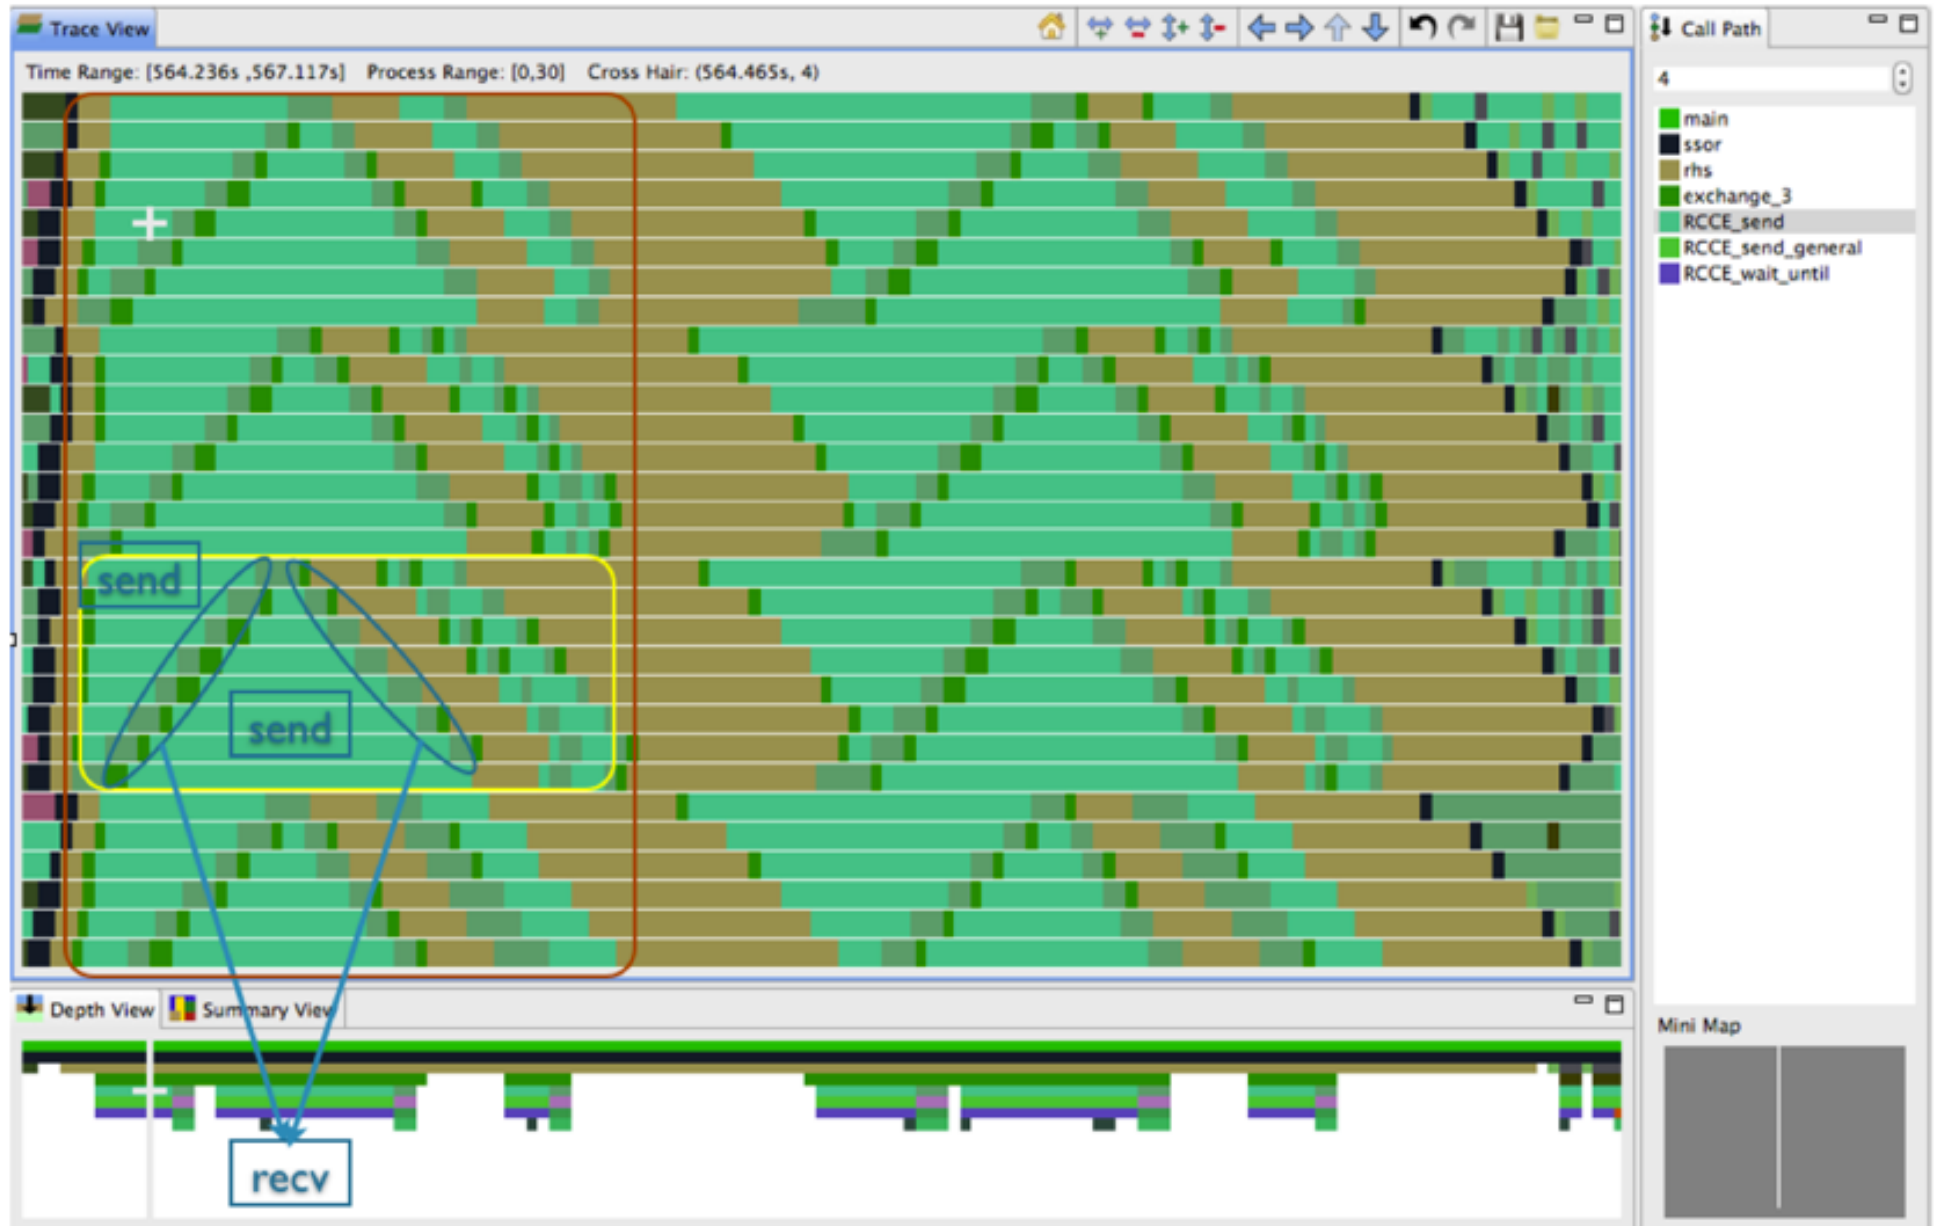 Trace View
Time Range: [564.236s ,567.117s] Process Range: [0,30] Cross Hair: (564.465s, 4)
send
send
Depth View
Summary View
recv
Call Path
4
main
ssor
rhs
exchange_3
RCCE_send
RCCE_send_general
RCCE_wait_until
Mini Map